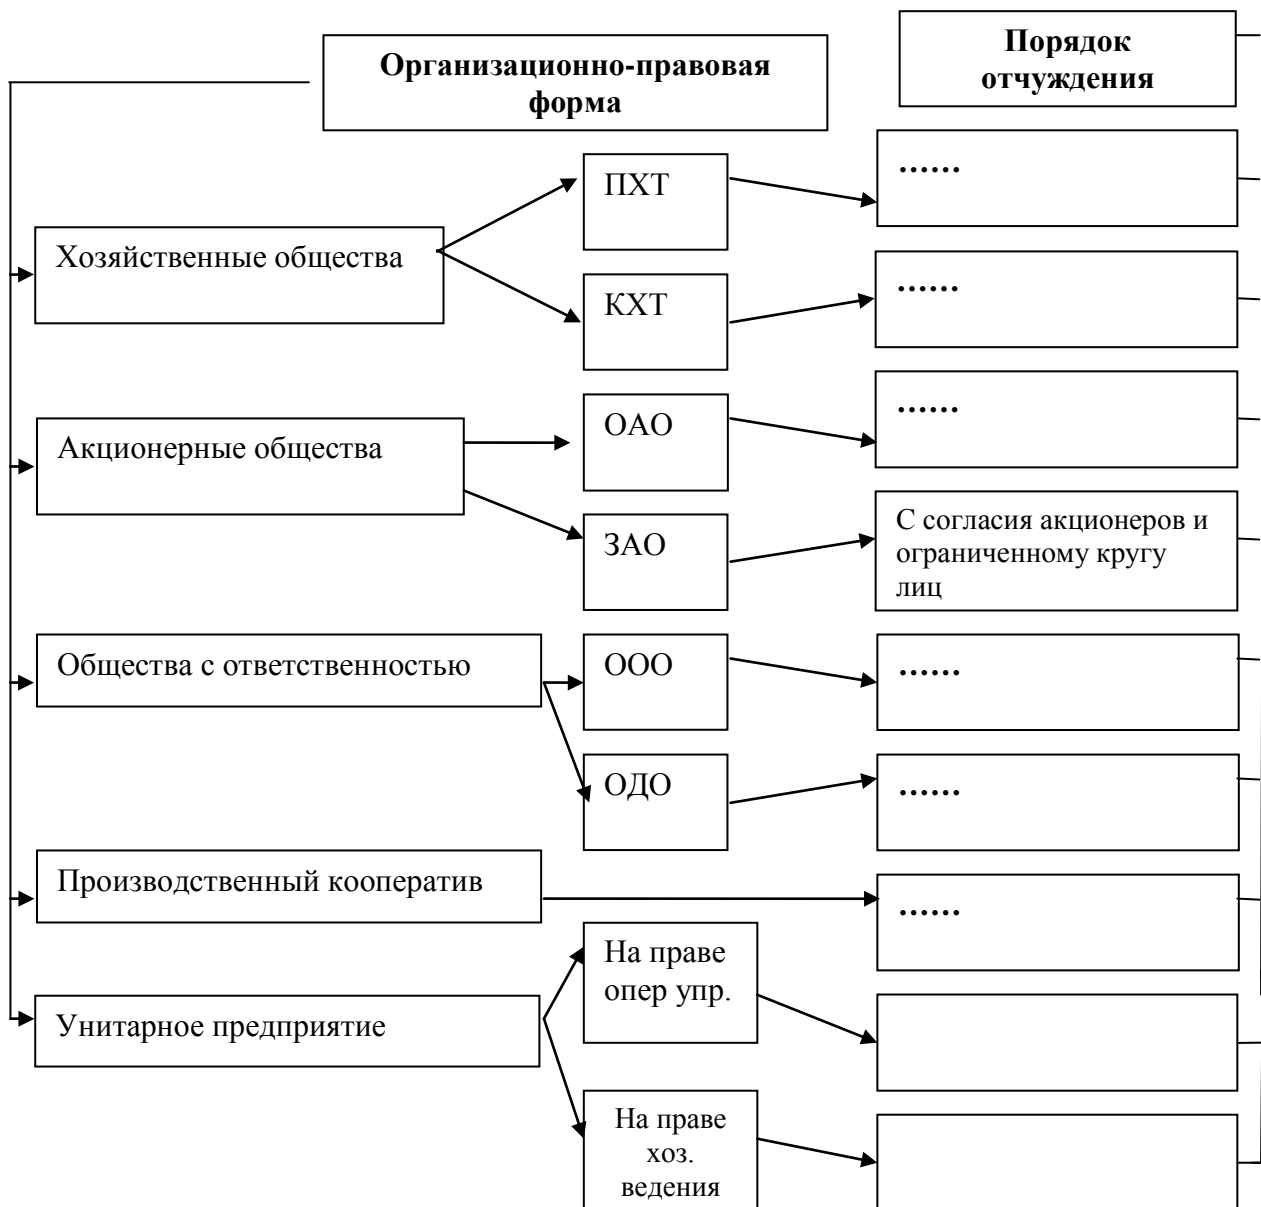 Организационно-правовая
форма
Порядок
отчуждения
Хозяйственные общества
ПХТ
......
КХТ
......
Акционерные общества
ОАО
......
ЗАО
С согласия акционеров и
ограниченному кругу
лиц
Общества с ответственностью
ООО
......
ОДО
......
Производственный кооператив
......
Унитарное предприятие
На праве
опер упр.
На праве
хоз.
ведения